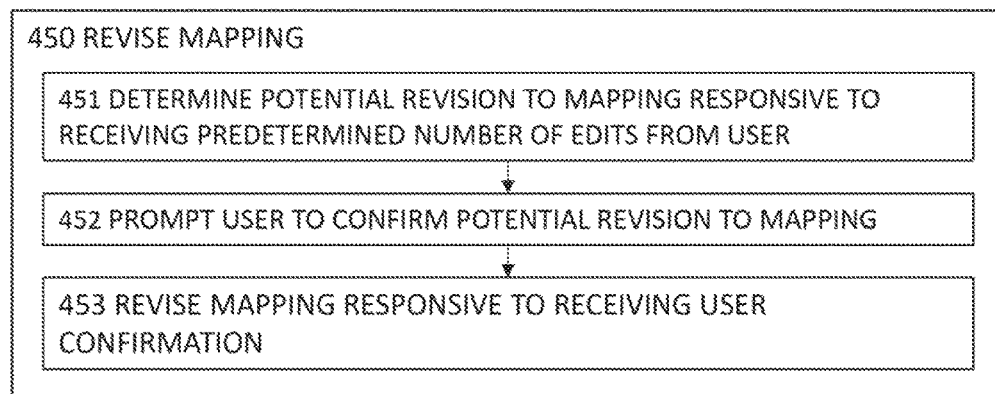 450 REVISE MAPPING
451 DETERMINE POTENTIAL REVISION TO MAPPING RESPONSIVE TO
RECEIVING PREDETERMINED NUMBER OF EDITS FROM USER
452 PROMPT USER TO CONFIRM POTENTIAL REVISION TO MAPPING
453 REVISE MAPPING RESPONSIVE TO RECEIVING USER
CONFIRMATION